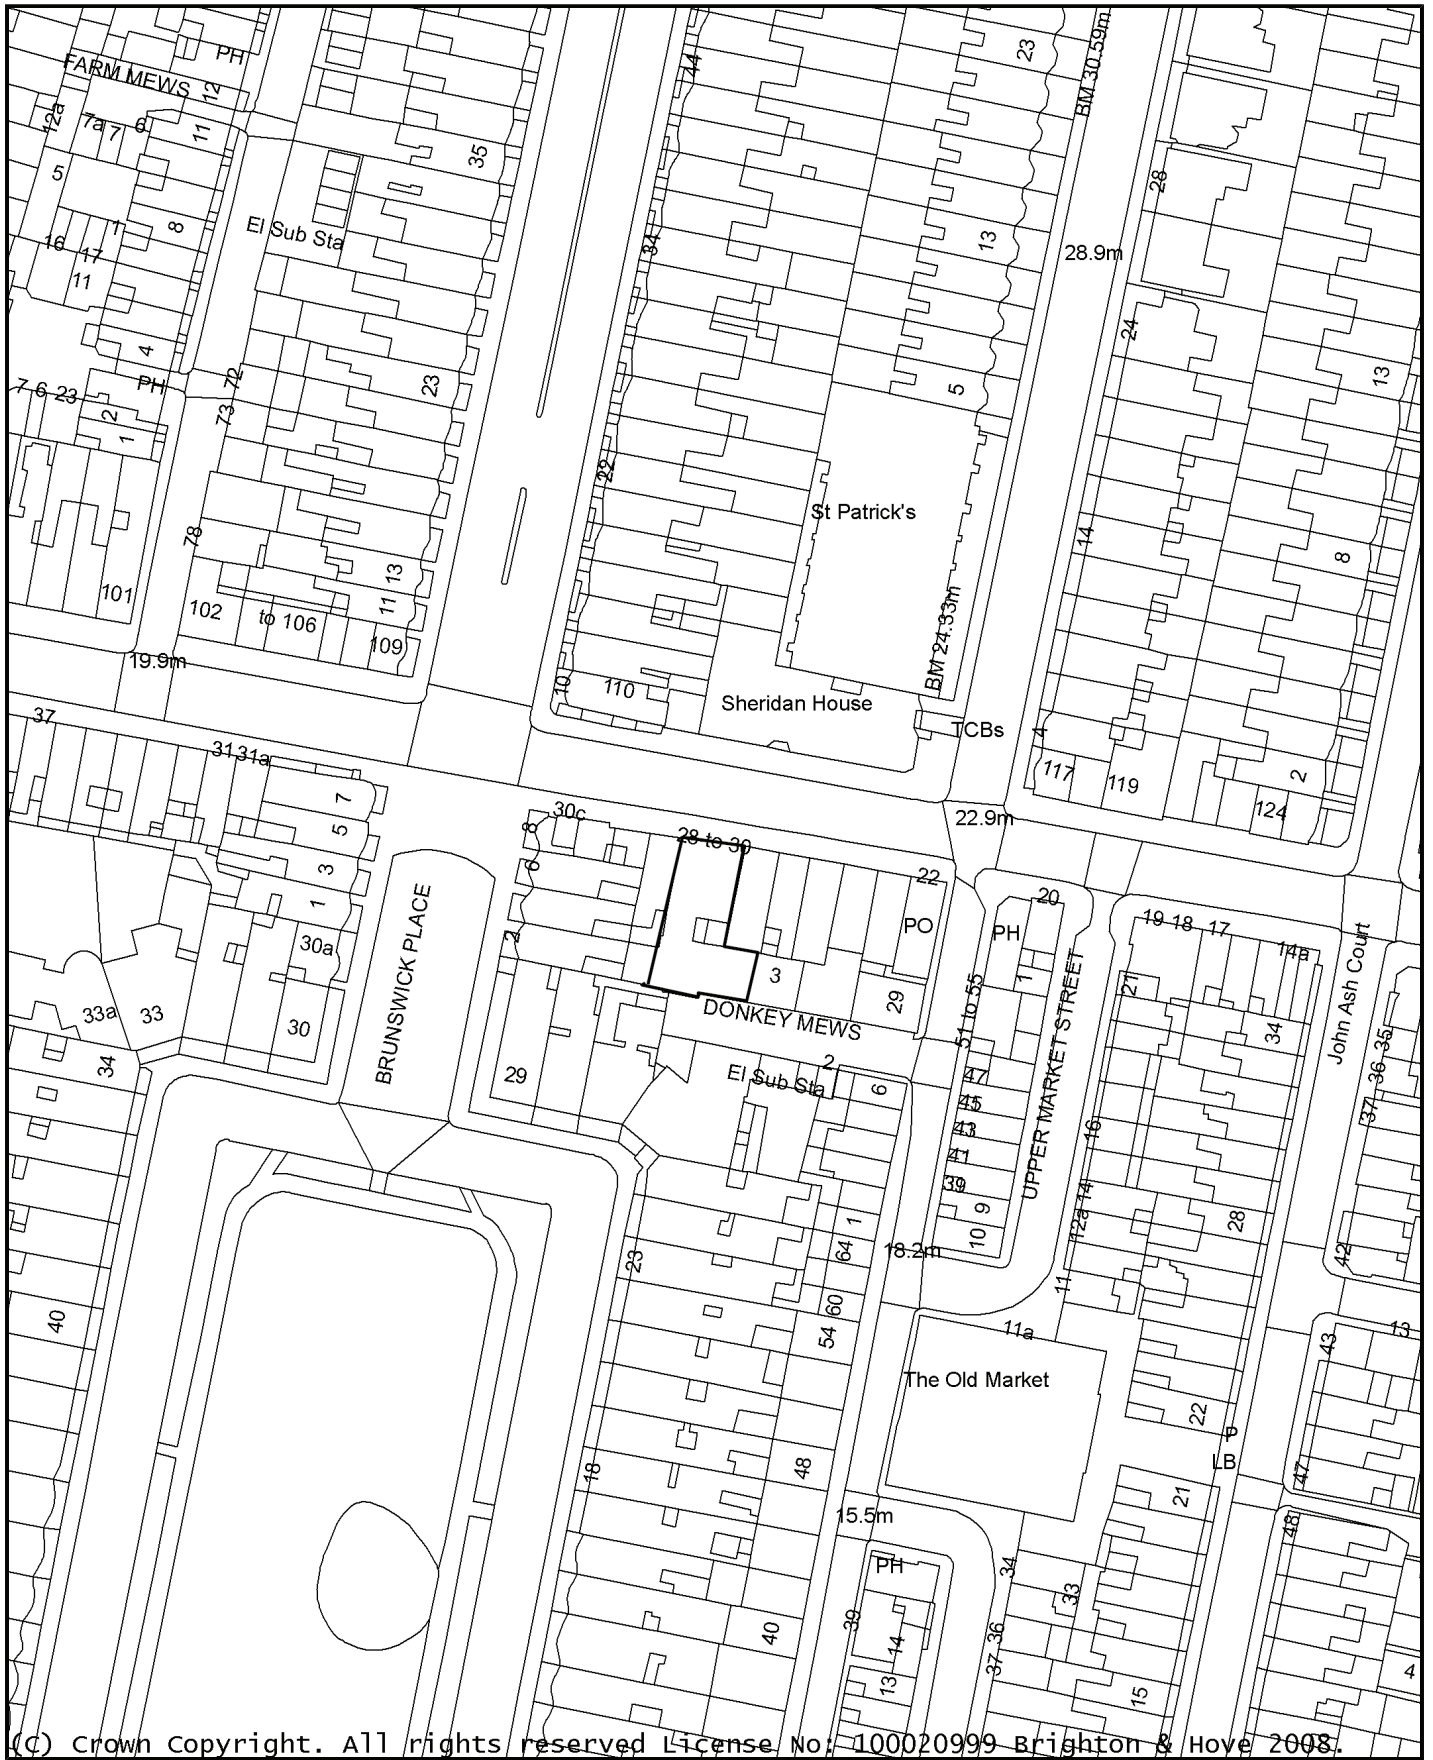 PH
FARM MEWS
12
44
23
BM 30.59m
12a
7a
7
6
11
35
5
28
1
8
El Sub Sta
16
17
11
34
13
28.9m
4
24
7
6
23
PH
72
73
23
5
13
2
1
22
St Patrick's
78
14
8
101
102
to 106
13
11
109
BM 24.33m
19.9m
10
110
Sheridan House
TCBs
4
37
31
31a
117
119
2
124
7
5
3
1
30c
8
6
2
28 to 30
22.9m
22
PO
PH
20
19
18
17
14a
John Ash Court
30a
BRUNSWICK PLACE
3
29
DONKEY MEWS
51 to 55
1
UPPER MARKET STREET
21
34
35
36
37
33a
33
30
34
29
El Sub Sta
2
6
47
45
43
41
39
9
10
16
14
12a
11
28
42
1
64
18.2m
23
60
54
40
11a
The Old Market
13
43
22
P
LB
47
18
48
15.5m
21
48
PH
34
33
39
14
36
37
13
40
15
4
(C) Crown Copyright. All rights reserved License No: 100020999 Brighton & Hove 2008.